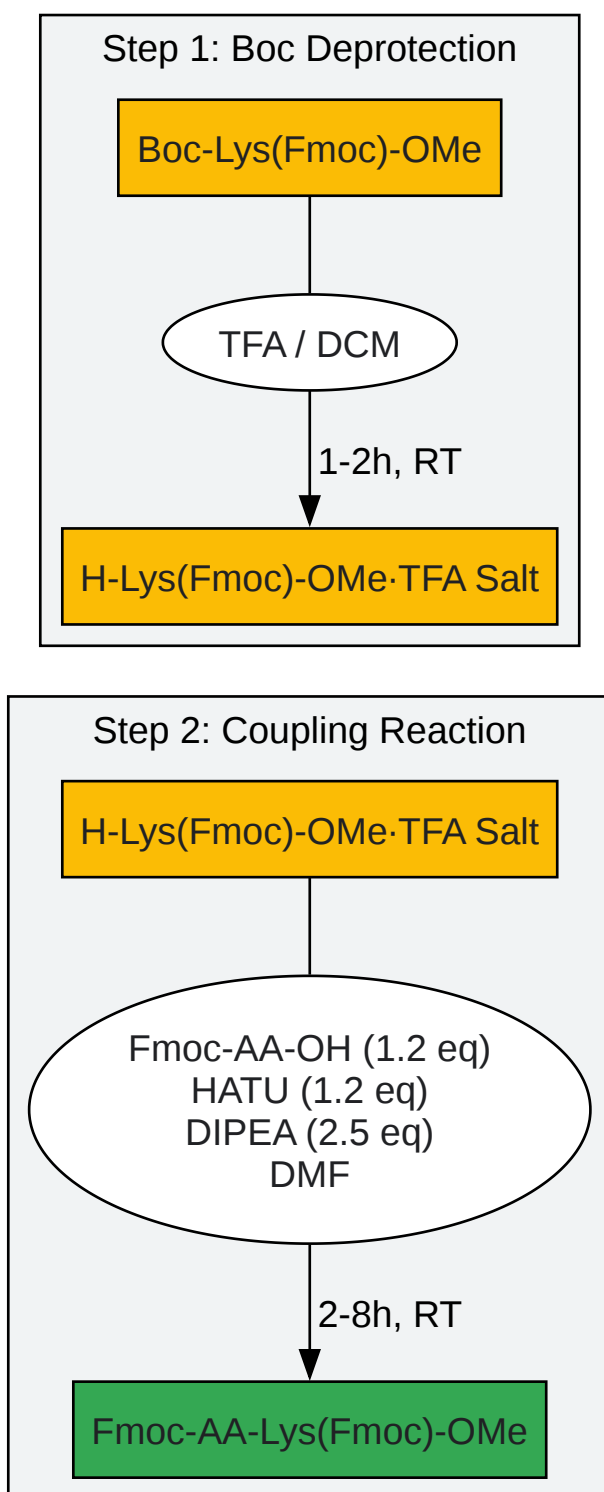 Step 1: Boc Deprotection
Boc-Lys(Fmoc)-OMe
TFA / DCM
1-2h, RT
H-Lys(Fmoc)-OMe·TFA Salt
Step 2: Coupling Reaction
H-Lys(Fmoc)-OMe·TFA Salt
Fmoc-AA-OH (1.2 eq)
HATU (1.2 eq)
DIPEA (2.5 eq)
DMF
2-8h, RT
Fmoc-AA-Lys(Fmoc)-OMe